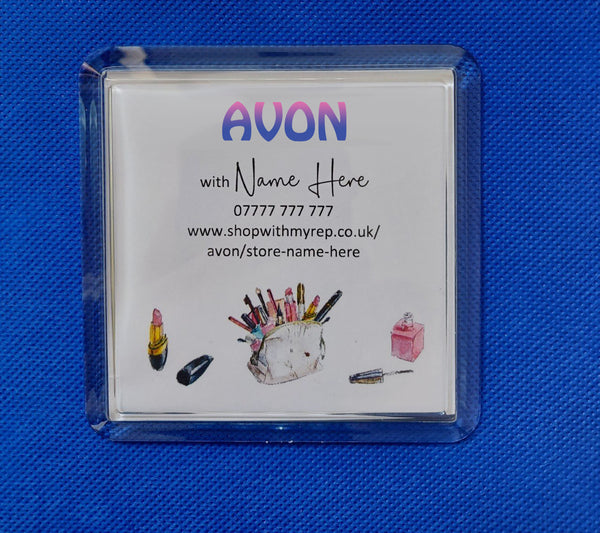 AVON
with Name Here
07777 777 777
www.shopwithmyrep.co.uk/
avon/store-name-here